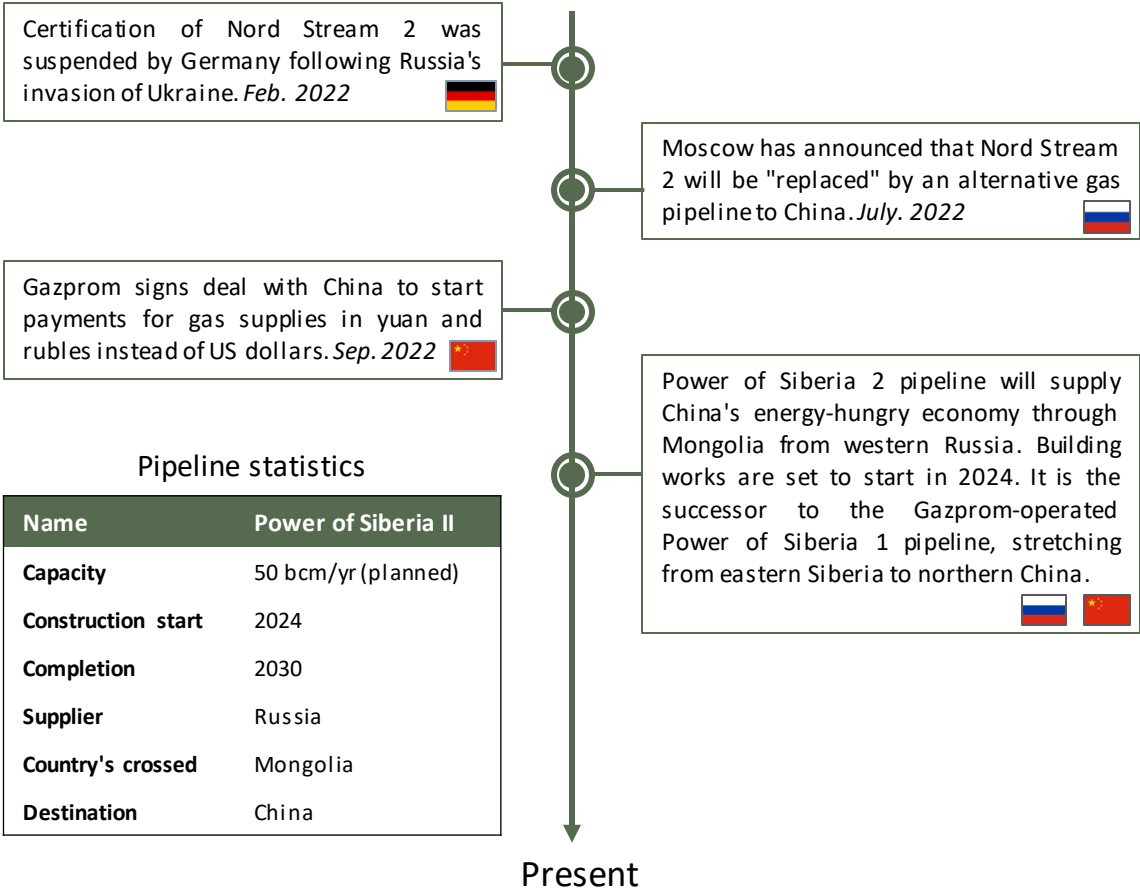 Certification of Nord Stream 2 was
suspended by Germany following Russia's
invasion of Ukraine. Feb. 2022
Moscow has announced that Nord Stream
2 will be "replaced" by an alternative gas
pipeline to China. July. 2022
Gazprom signs deal with China to start
payments for gas supplies in yuan and
rubles instead of US dollars. Sep. 2022
Power of Siberia 2 pipeline will supply
China's energy-hungry economy through
Mongolia from western Russia. Building
works are set to start in 2024. It is the
successor to the Gazprom-operated
Power of Siberia 1 pipeline, stretching
from eastern Siberia to northern China.
Pipeline statistics
Name Power of Siberia II
Capacity 50 bcm/yr (planned)
Construction start 2024
Completion 2030
Supplier Russia
Country's crossed Mongolia
Destination China
Present